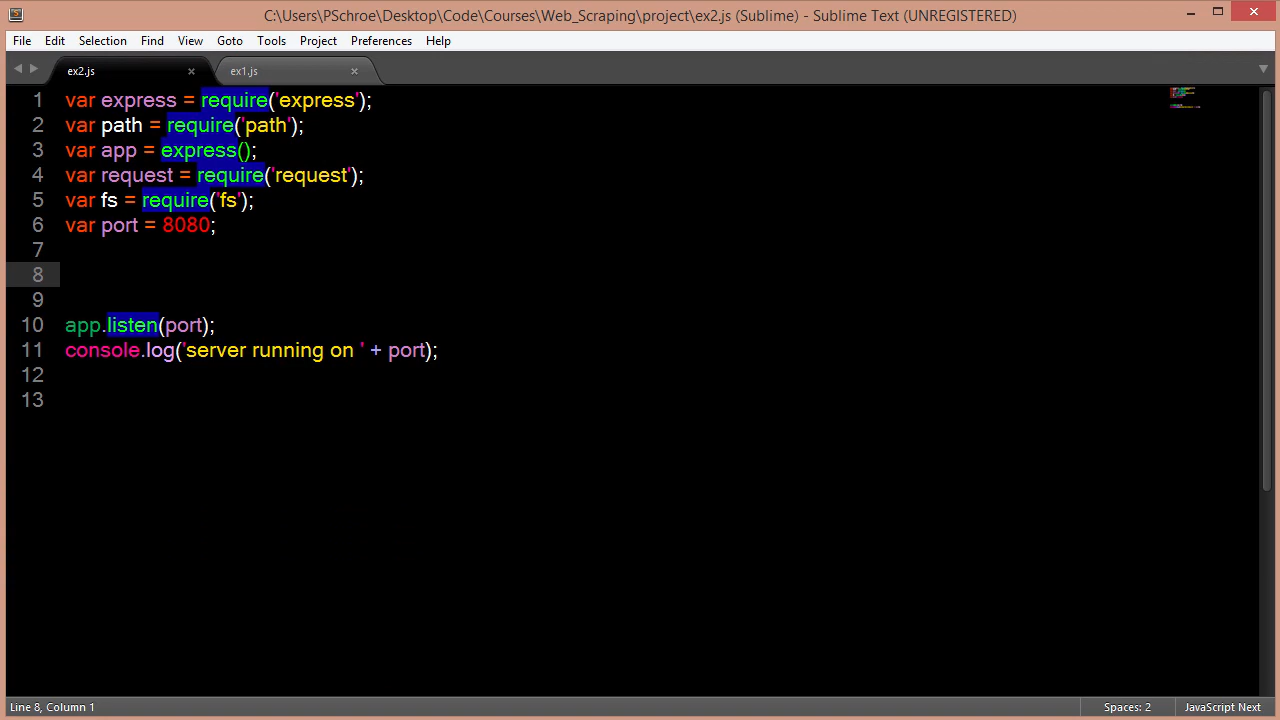 C:\Users\PSchroe\Desktop\Code\Courses\Web_Scraping\project\ex2.js (Sublime) - Sublime Text (UNREGISTERED)
File Edit Selection Find View Goto Tools Project Preferences Help
ex2.js ex1.js
1 var express = require('express');
2 var path = require('path');
3 var app = express();
4 var request = require('request');
5 var fs = require('fs');
6 var port = 8080;
7
8
9
10 app.listen(port);
11 console.log('server running on ' + port);
12
13
Line 8, Column 1 Spaces: 2 JavaScript Next